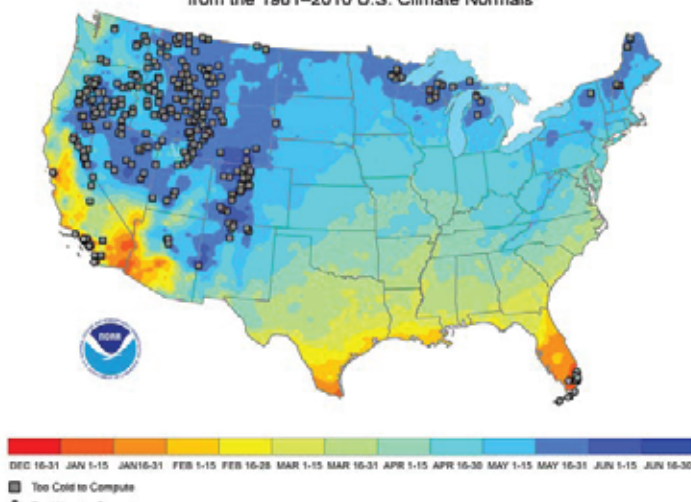 from the 1981–2010 U.S. Climate Normals
NOAA
DEC 16-31 JAN 1-15 JAN16-31 FEB 1-15 FEB 16-28 MAR 1-15 MAR 16-31 APR 1-15 APR 16-30 MAY 1-15 MAY 16-31 JUN 1-15 JUN 16-30
Too Cold to Compute